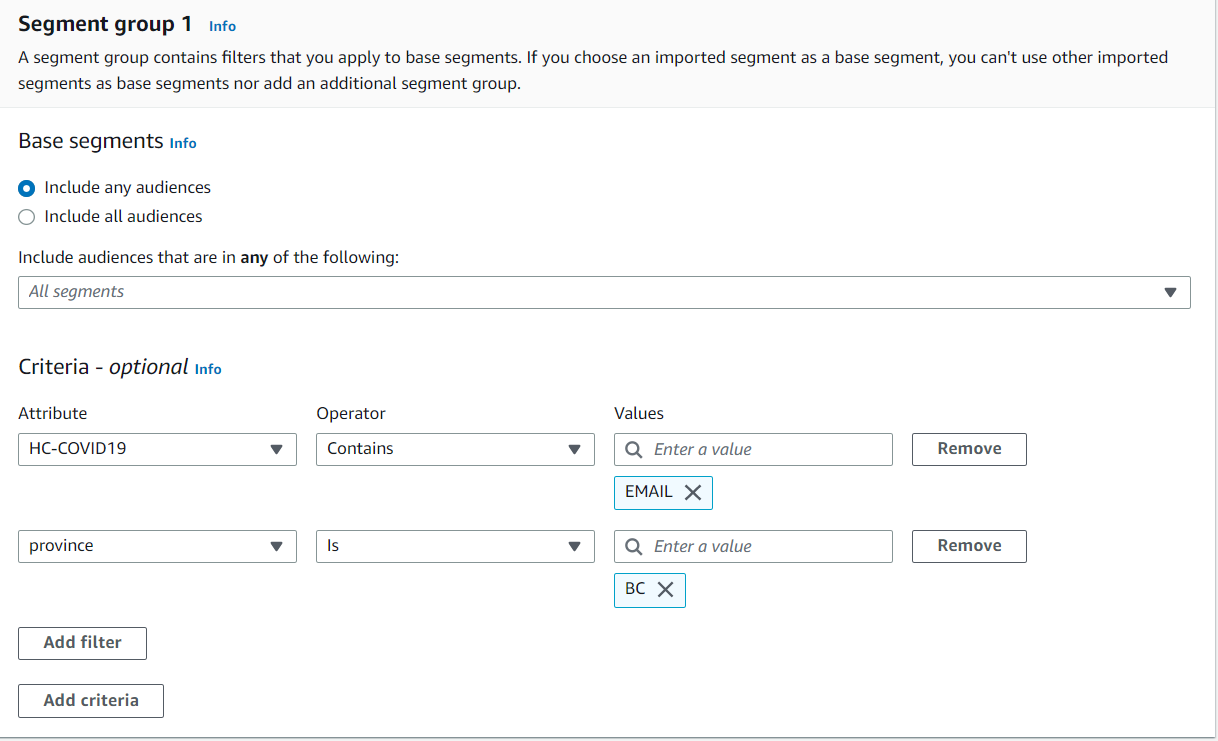 Segment group 1 Info
A segment group contains filters that you apply to base segments. If you choose an imported segment as a base segment, you can't use other imported
segments as base segments nor add an additional segment group.
Base segments Info
Include any audiences
Include all audiences
Include audiences that are in any of the following:
All segments
Criteria - optional Info
Attribute Operator Values
HC-COVID19 Contains Enter a value Remove
EMAIL
province Is Enter a value Remove
BC
Add filter
Add criteria